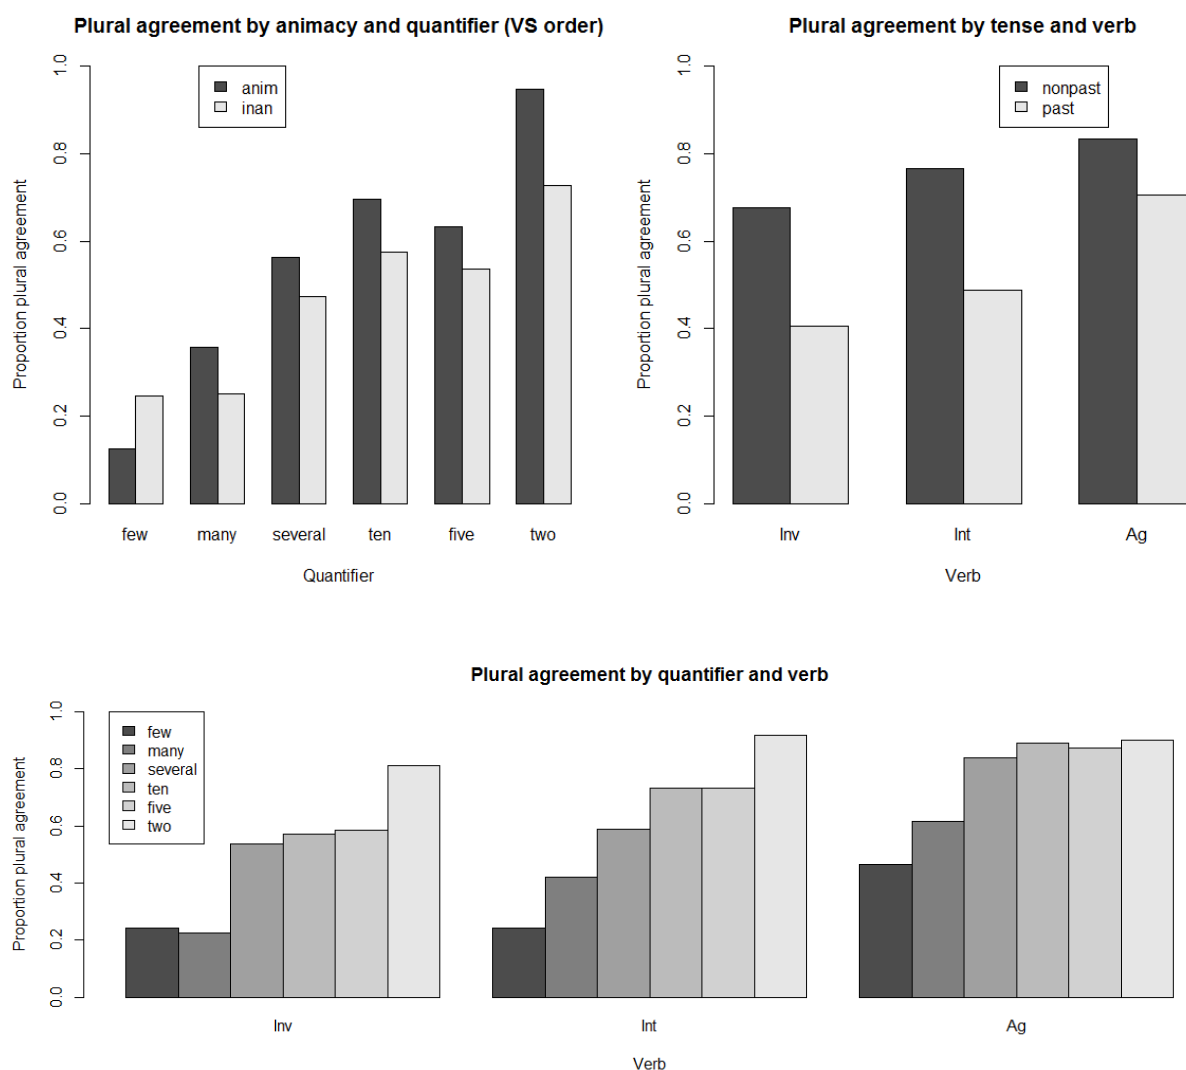 Plural agreement by animacy and quantifier (VS order)
anim
inan
Proportion plural agreement
1.0
0.8
0.6
0.4
0.2
0.0
few many several ten five two
Quantifier
Plural agreement by tense and verb
nonpast
past
Proportion plural agreement
1.0
0.8
0.6
0.4
0.2
0.0
Inv Int Ag
Verb
Plural agreement by quantifier and verb
few
many
several
ten
five
two
Proportion plural agreement
1.0
0.8
0.6
0.4
0.2
0.0
Inv Int Ag
Verb